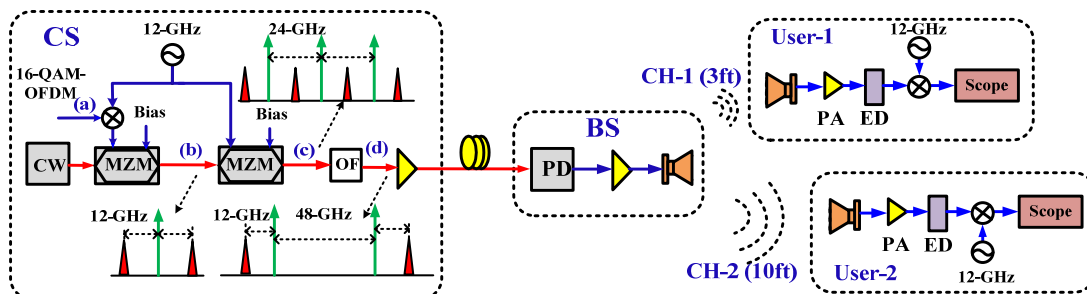 CS
12-GHz
24-GHz
16-QAM-
OFDM
(a)
Bias
Bias
CW
MZM
(b)
MZM
(c)
OF
(d)
12-GHz
12-GHz
48-GHz
BS
PD
CH-1 (3ft)
CH-2 (10ft)
User-1
12-GHz
PA
ED
Scope
PA
ED
Scope
12-GHz
User-2